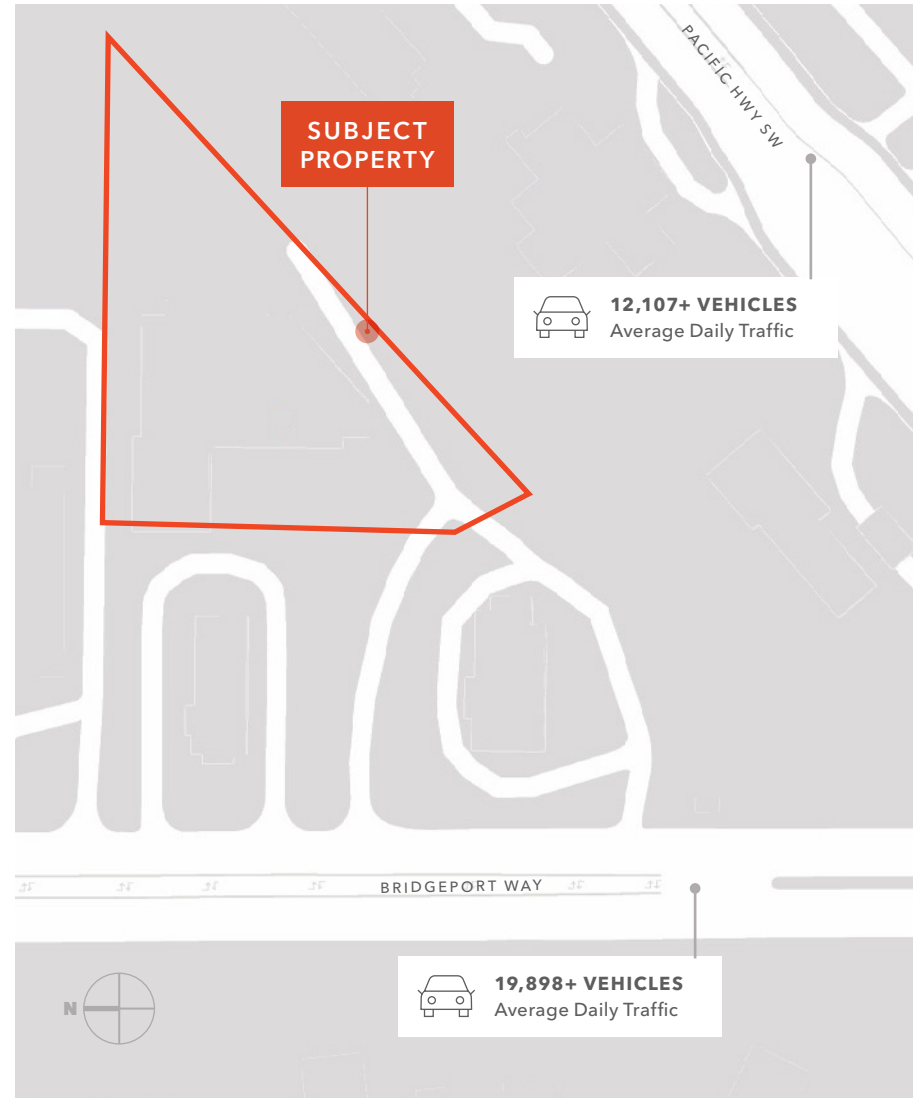 PACIFIC HWY SW
SUBJECT
PROPERTY
12,107+ VEHICLES
Average Daily Traffic
BRIDGEPORT WAY
19,898+ VEHICLES
Average Daily Traffic
N